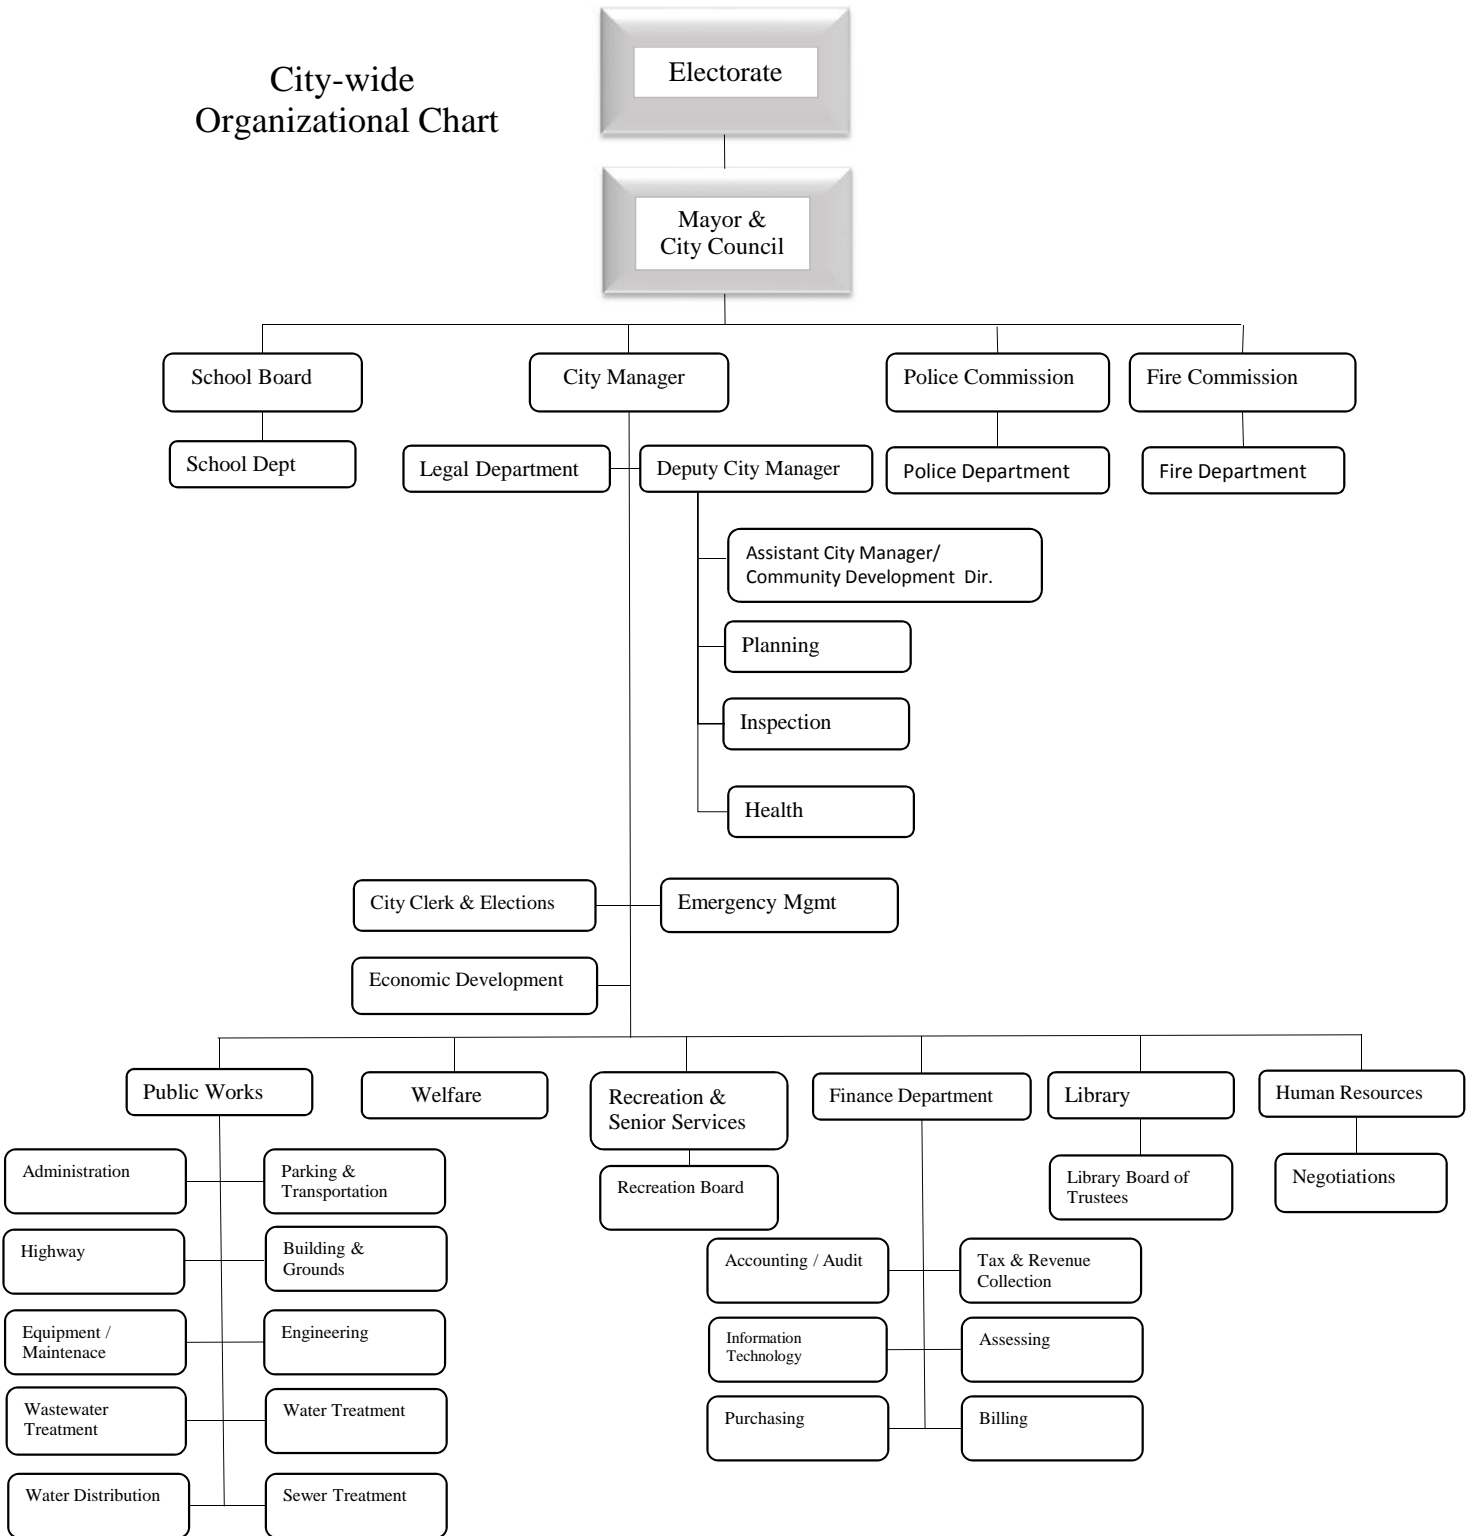 City-wide
Organizational Chart
Electorate
Mayor &
City Council
School Board
City Manager
Police Commission
Fire Commission
School Dept
Legal Department
Deputy City Manager
Police Department
Fire Department
Assistant City Manager/
Community Development Dir.
Planning
Inspection
Health
City Clerk & Elections
Emergency Mgmt
Economic Development
Public Works
Welfare
Recreation &
Senior Services
Finance Department
Library
Human Resources
Administration
Parking &
Transportation
Recreation Board
Library Board of
Trustees
Negotiations
Highway
Building &
Grounds
Accounting / Audit
Tax & Revenue
Collection
Equipment /
Maintenace
Engineering
Information
Technology
Assessing
Wastewater
Treatment
Water Treatment
Purchasing
Billing
Water Distribution
Sewer Treatment